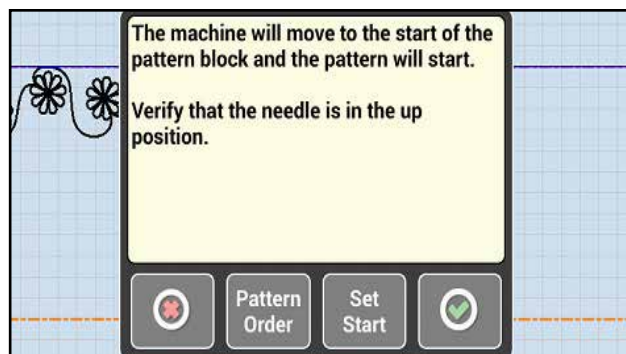 The machine will move to the start of the
pattern block and the pattern will start.
Verify that the needle is in the up
position.
Pattern
Order
Set
Start